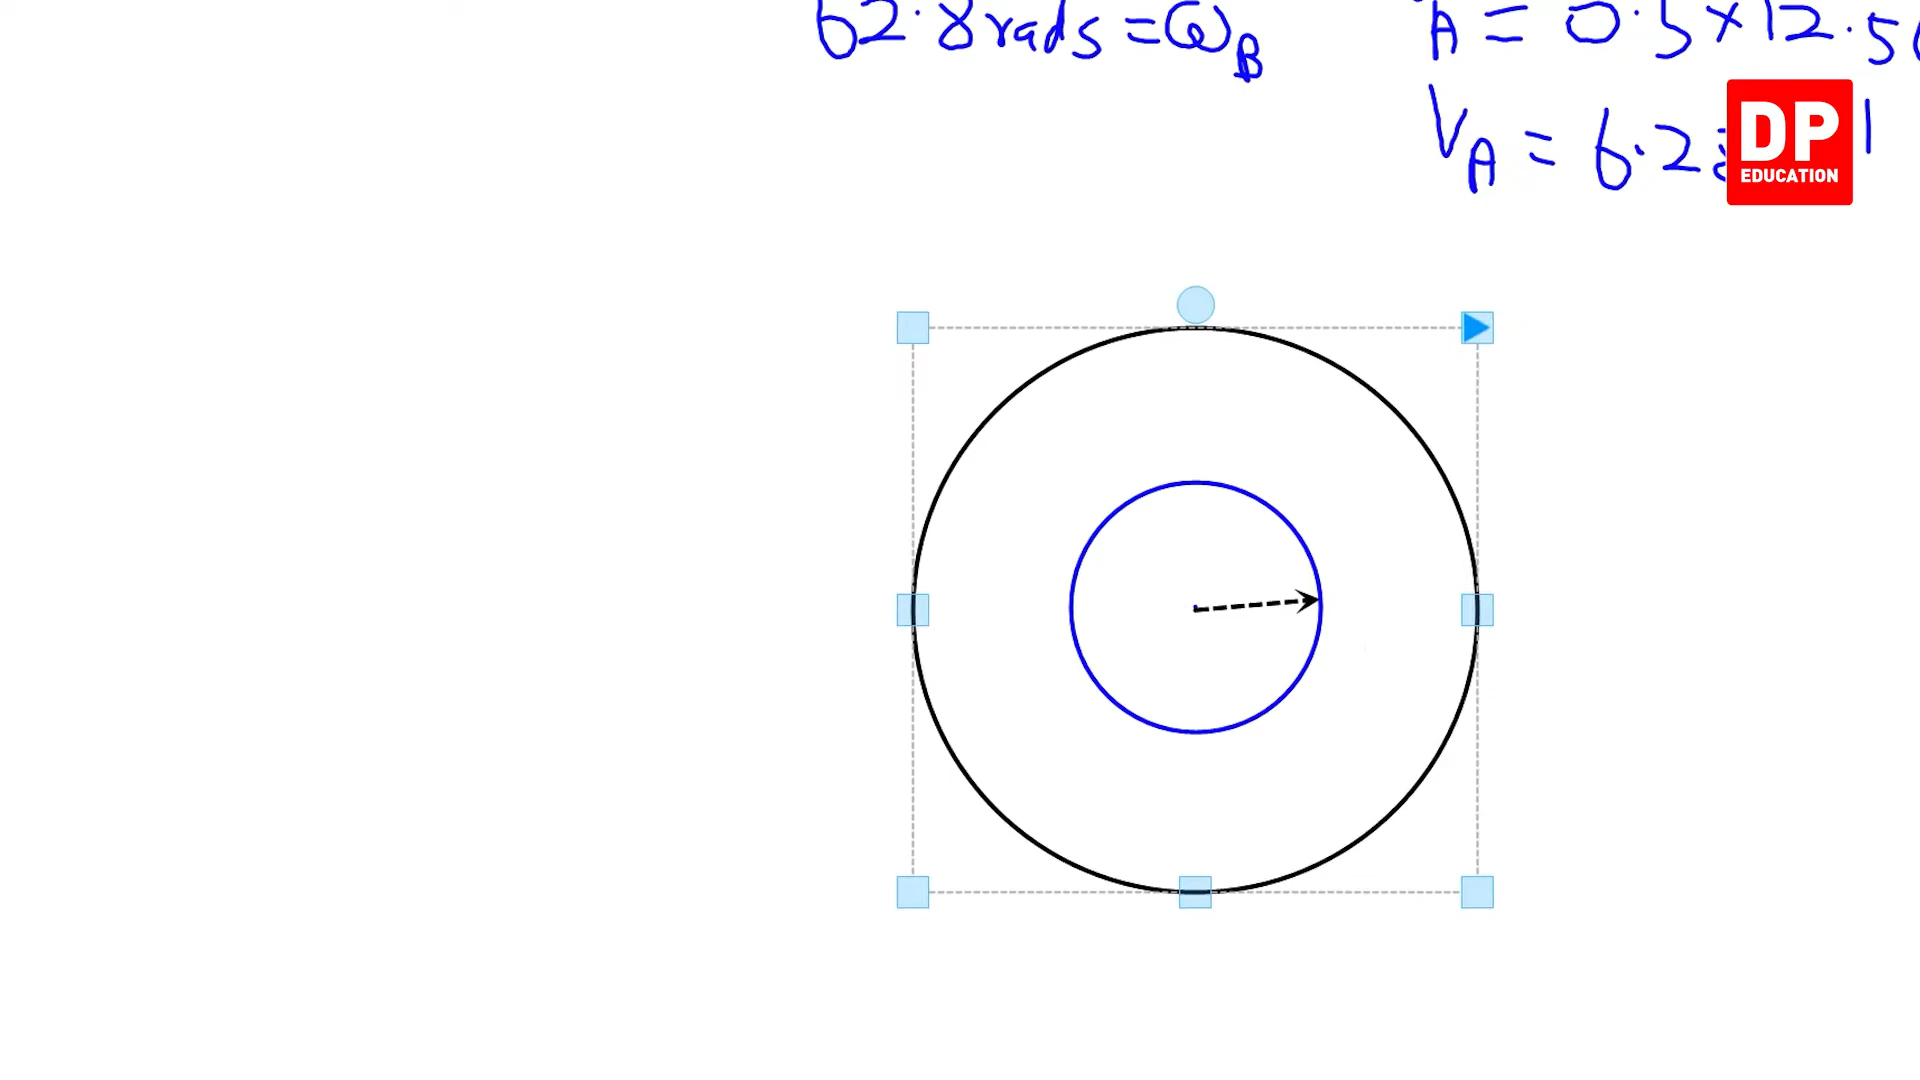 62.8 rads = ω_B
A = 0.5 × 12.5
V_A = 6.2
DP
EDUCATION